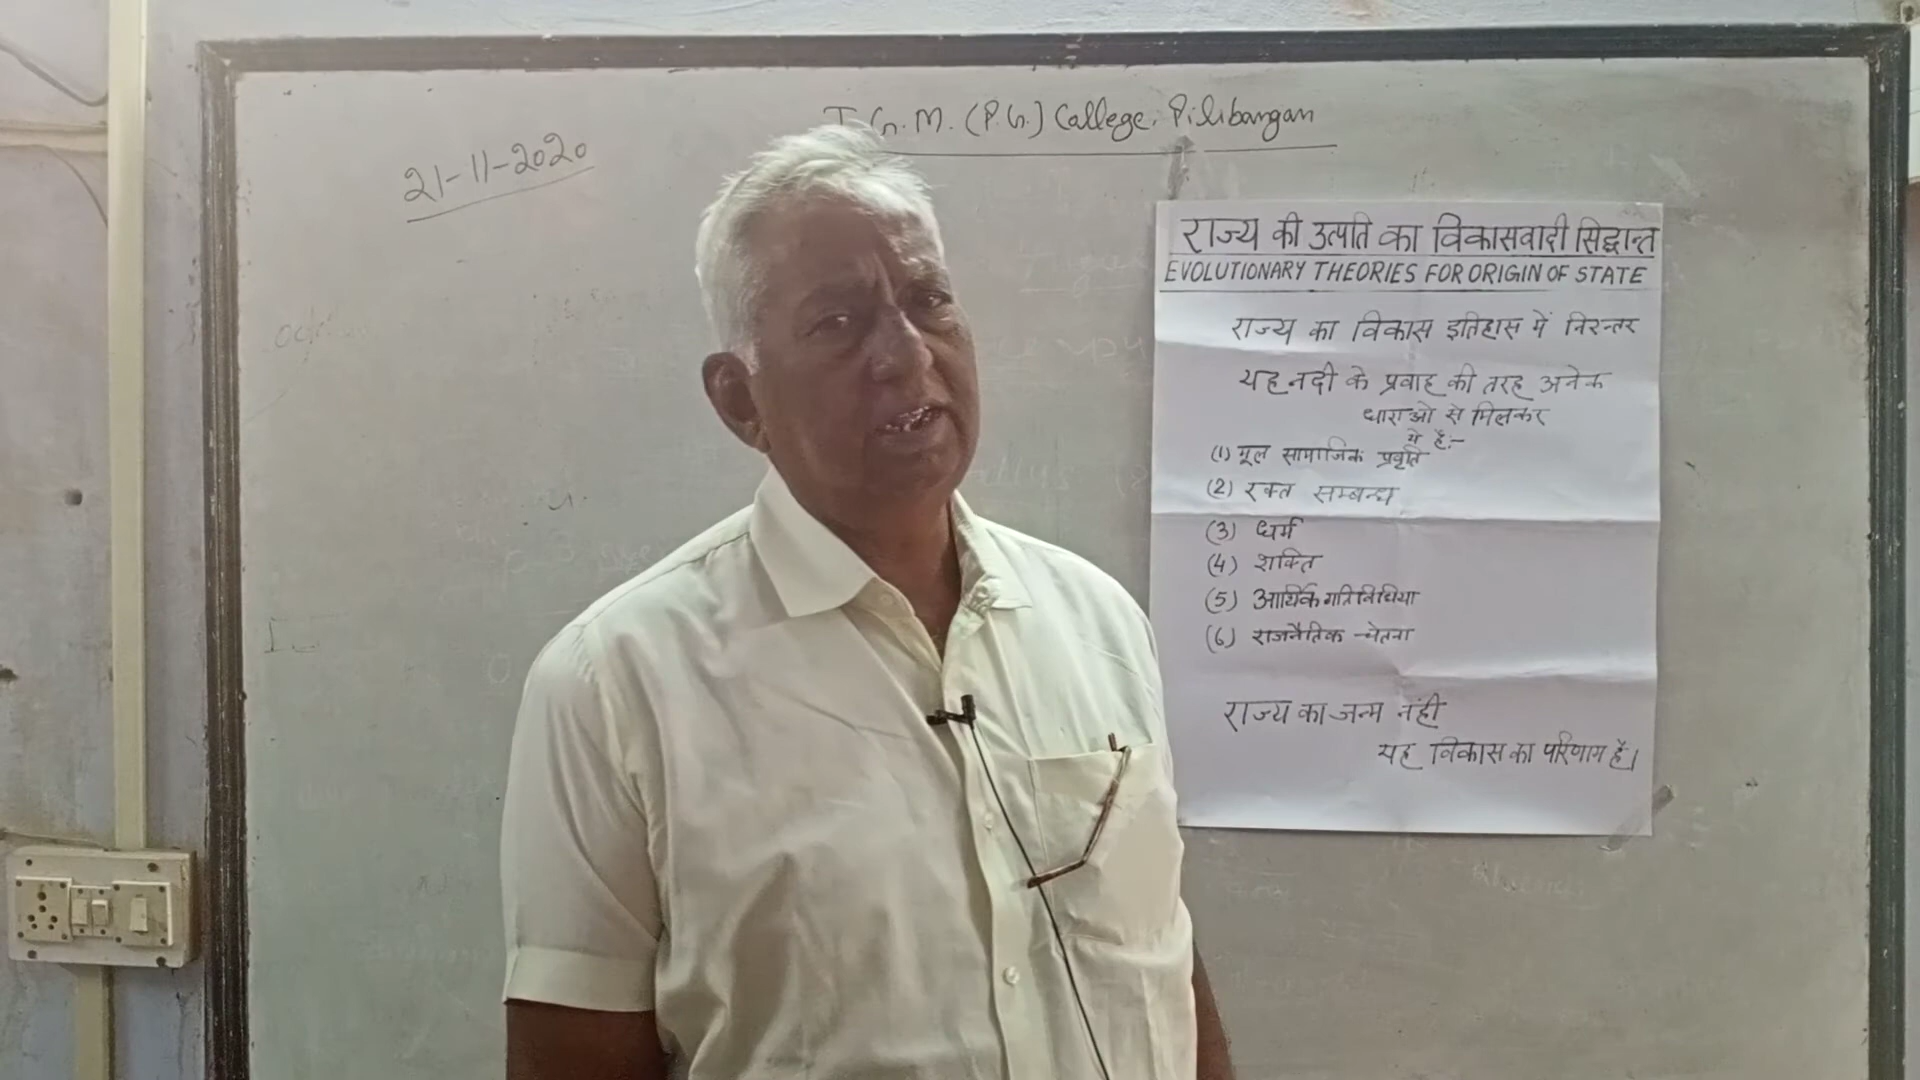 21-11-2020
G.M. (P.G.) College, Pilibangan
राज्य की उत्पति का विकासवादी सिद्धान्त
EVOLUTIONARY THEORIES FOR ORIGIN OF STATE
राज्य का विकास इतिहास में निरन्तर
यह नदी के प्रवाह की तरह अनेक
धाराओं से मिलकर
ये हैं:-
(1) मूल सामाजिक प्रवृति
(2) रक्त सम्बन्ध
(3) धर्म
(4) शक्ति
(5) आर्थिक गतिविधिया
(6) राजनैतिक चेतना
राज्य का जन्म नहीं
यह विकास का परिणाम है।